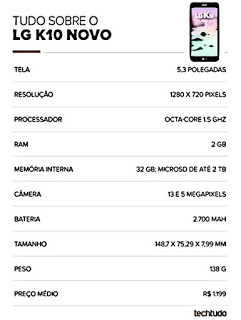 TUDO SOBRE O
LG K10 NOVO
TELA 5,3 POLEGADAS
RESOLUÇÃO 1280 X 720 PIXELS
PROCESSADOR OCTA-CORE 1.5 GHZ
RAM 2 GB
MEMÓRIA INTERNA 32 GB; MICROSD DE ATÉ 2 TB
CÂMERA 13 E 5 MEGAPIXELS
BATERIA 2.700 MAH
TAMANHO 148,7 X 75,29 X 7,99 MM
PESO 138 G
PREÇO MÉDIO R$ 1.199
techtudo